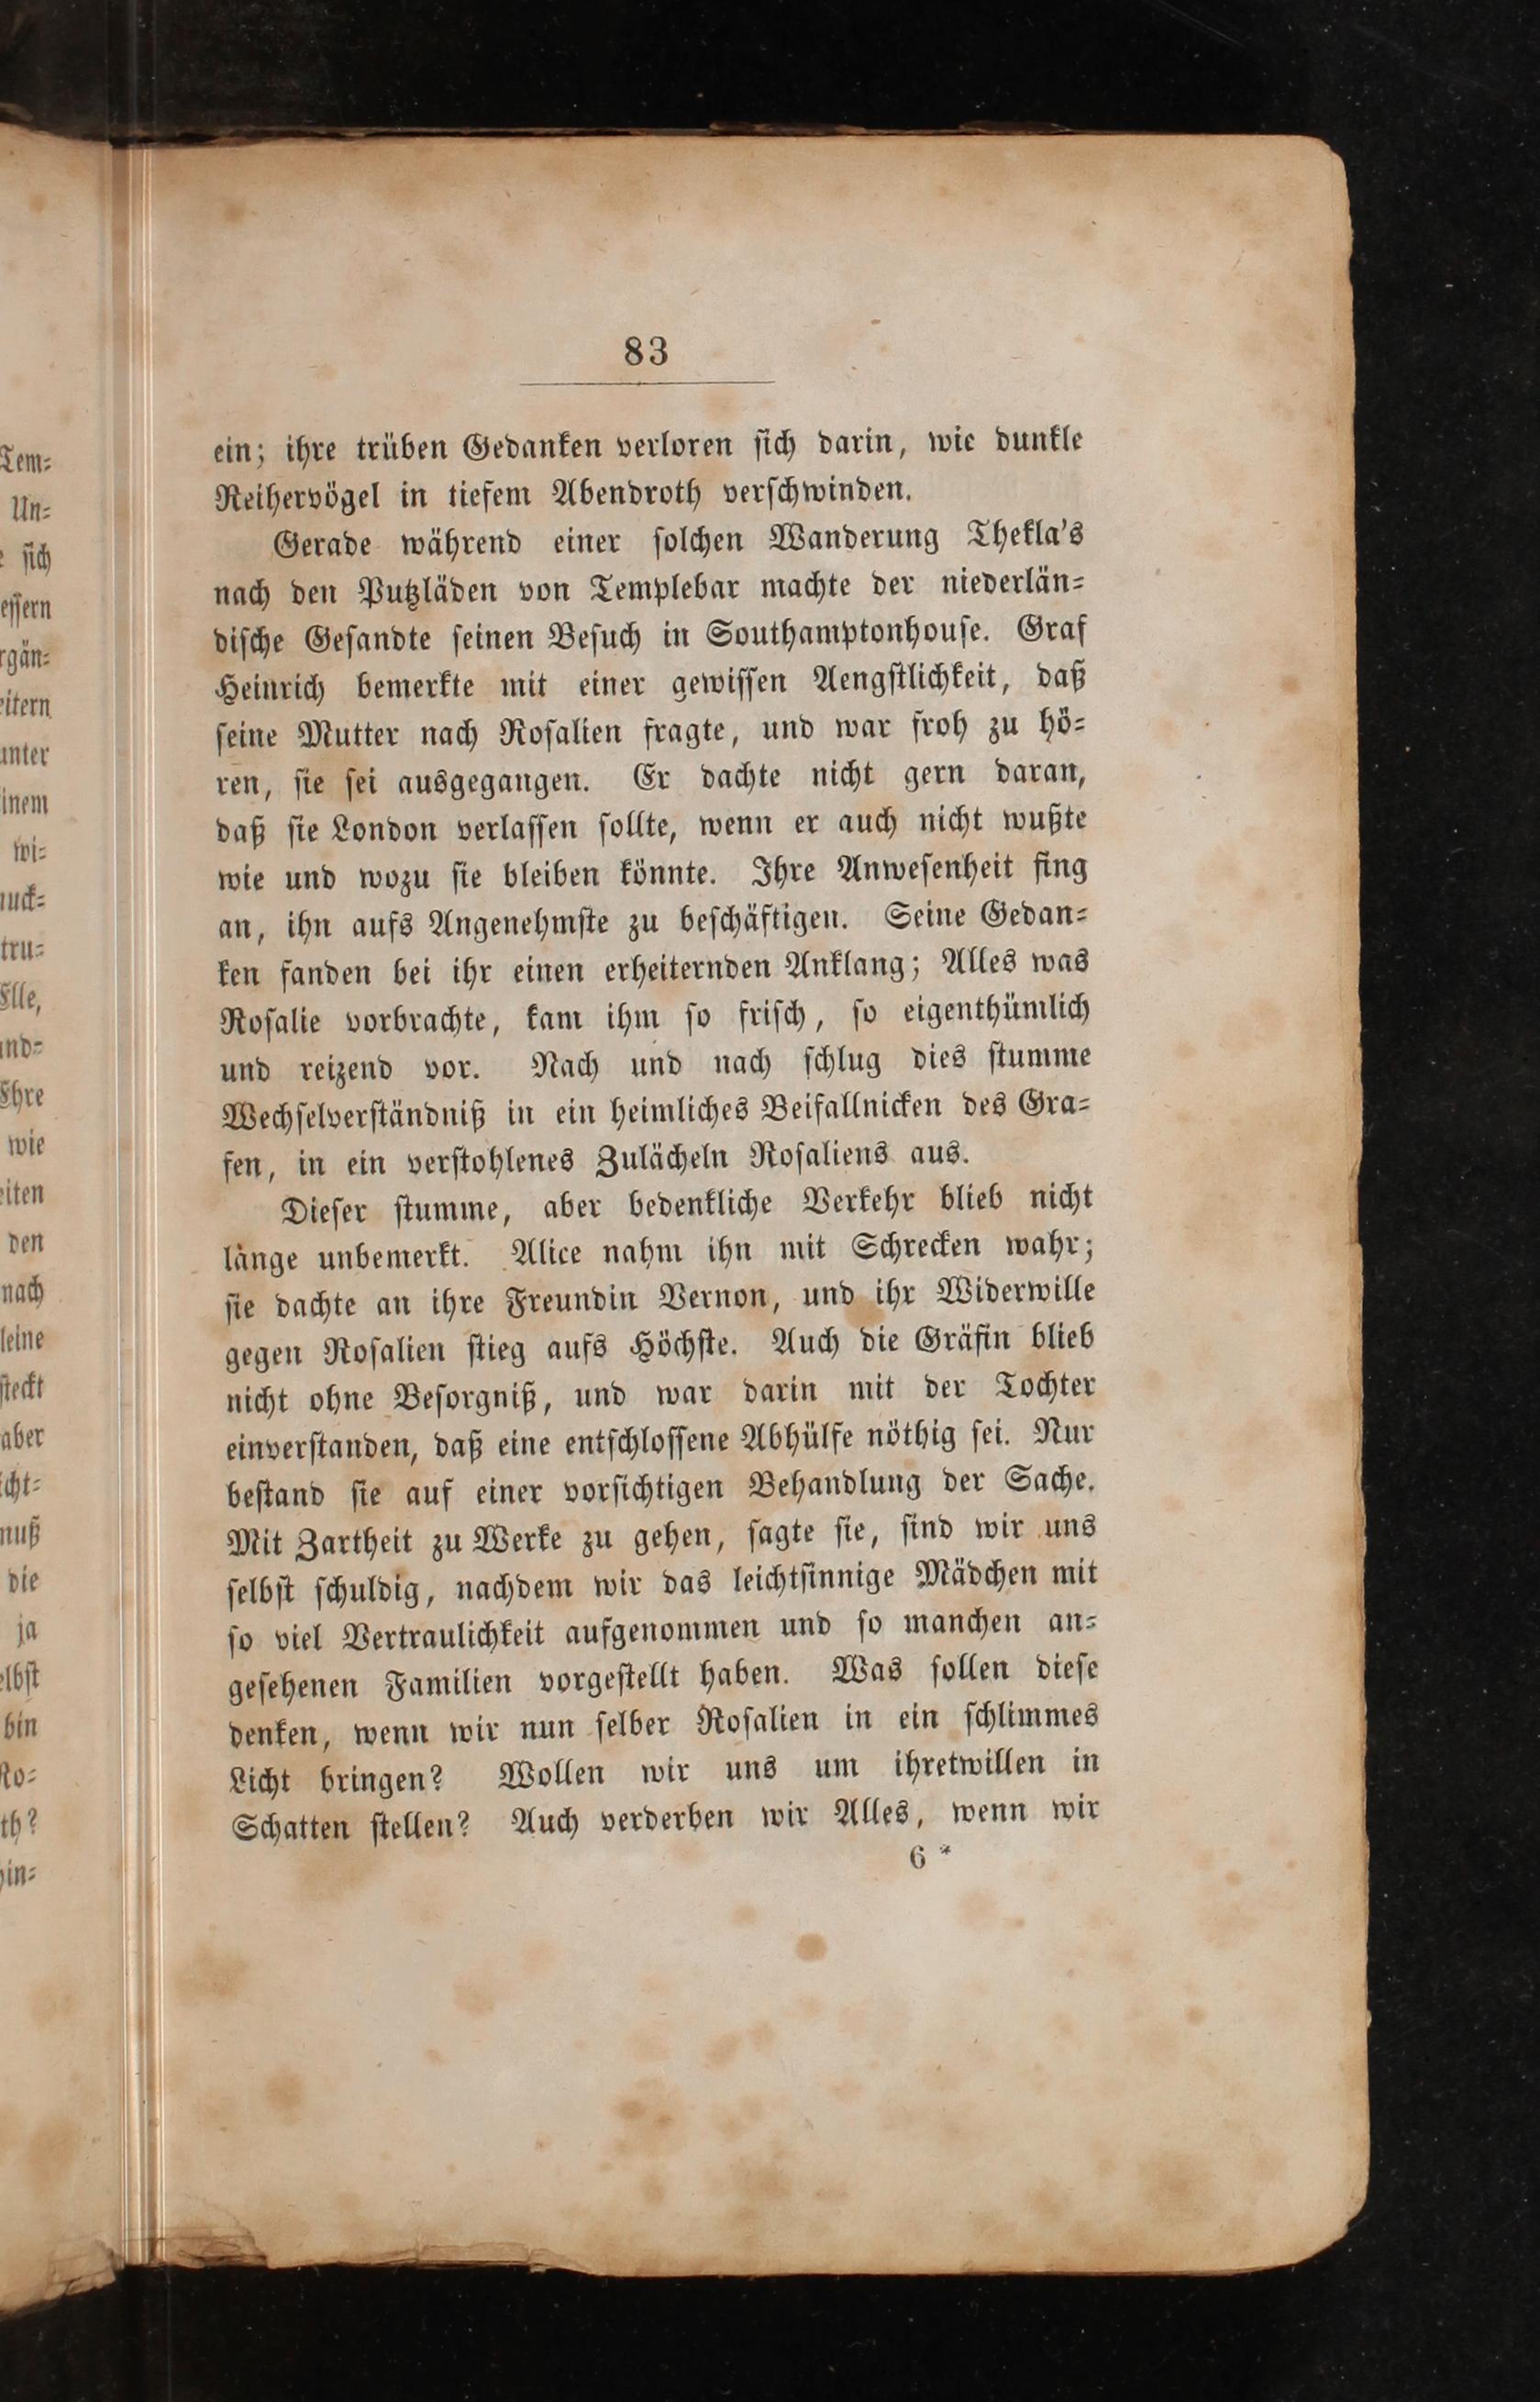 83
ein; ihre trüben Gedanken verloren sich darin, wie dunkle
Reihervögel in tiefem Abendroth verschwinden.
Gerade während einer solchen Wanderung Thekla's
nach den Putzläden von Templebar machte der niederlän-
dische Gesandte seinen Besuch in Southamptonhouse. Graf
Heinrich bemerkte mit einer gewissen Aengstlichkeit, daß
seine Mutter nach Rosalien fragte, und war froh zu hö-
ren, sie sei ausgegangen. Er dachte nicht gern daran,
daß sie London verlassen sollte, wenn er auch nicht wußte
wie und wozu sie bleiben könnte. Ihre Anwesenheit fing
an, ihn aufs Angenehmste zu beschäftigen. Seine Gedan-
ken fanden bei ihr einen erheiternden Anklang; Alles was
Rosalie vorbrachte, kam ihm so frisch, so eigenthümlich
und reizend vor. Nach und nach schlug dies stumme
Wechselverständniß in ein heimliches Beifallnicken des Gra-
fen, in ein verstohlenes Zulächeln Rosaliens aus.
Dieser stumme, aber bedenkliche Verkehr blieb nicht
lange unbemerkt. Alice nahm ihn mit Schrecken wahr;
sie dachte an ihre Freundin Vernon, und ihr Widerwille
gegen Rosalien stieg aufs Höchste. Auch die Gräfin blieb
nicht ohne Besorgniß, und war darin mit der Tochter
einverstanden, daß eine entschlossene Abhülfe nöthig sei. Nur
bestand sie auf einer vorsichtigen Behandlung der Sache.
Mit Zartheit zu Werke zu gehen, sagte sie, sind wir uns
selbst schuldig, nachdem wir das leichtsinnige Mädchen mit
so viel Vertraulichkeit aufgenommen und so manchen an-
gesehenen Familien vorgestellt haben. Was sollen diese
denken, wenn wir nun selber Rosalien in ein schlimmes
Licht bringen? Wollen wir uns um ihretwillen in
Schatten stellen? Auch verderben wir Alles, wenn wir
6 *